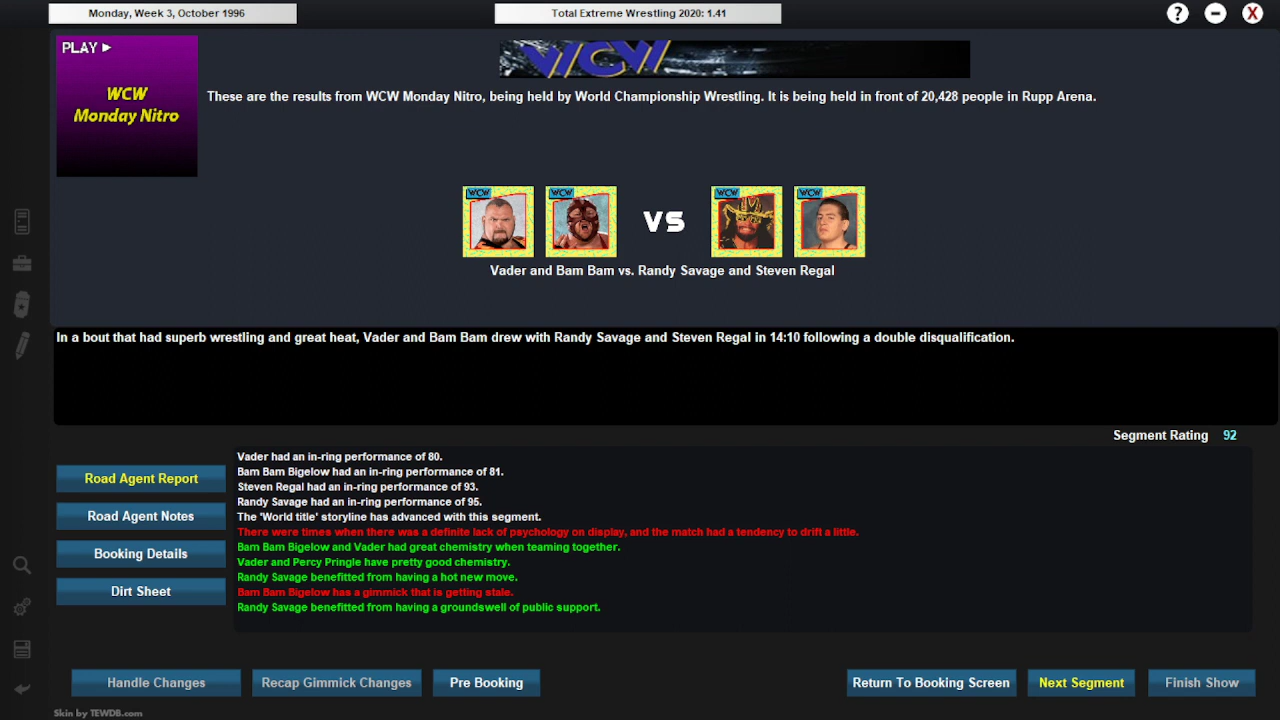 Monday, Week 3, October 1996
Total Extreme Wrestling 2020: 1.41
?
X
PLAY
WCW
Monday Nitro
WCW
These are the results from WCW Monday Nitro, being held by World Championship Wrestling. It is being held in front of 20,428 people in Rupp Arena.
WCW WCW VS WCW WCW
Vader and Bam Bam vs. Randy Savage and Steven Regal
In a bout that had superb wrestling and great heat, Vader and Bam Bam drew with Randy Savage and Steven Regal in 14:10 following a double disqualification.
Segment Rating 92
Road Agent Report
Road Agent Notes
Booking Details
Dirt Sheet
Vader had an in-ring performance of 80.
Bam Bam Bigelow had an in-ring performance of 81.
Steven Regal had an in-ring performance of 93.
Randy Savage had an in-ring performance of 95.
The 'World title' storyline has advanced with this segment.
There were times when there was a definite lack of psychology on display, and the match had a tendency to drift a little.
Bam Bam Bigelow and Vader had great chemistry when teaming together.
Vader and Percy Pringle have pretty good chemistry.
Randy Savage benefitted from having a hot new move.
Bam Bam Bigelow has a gimmick that is getting stale.
Randy Savage benefitted from having a groundswell of public support.
Handle Changes
Recap Gimmick Changes
Pre Booking
Return To Booking Screen
Next Segment
Finish Show
Skin by TEWDB.com